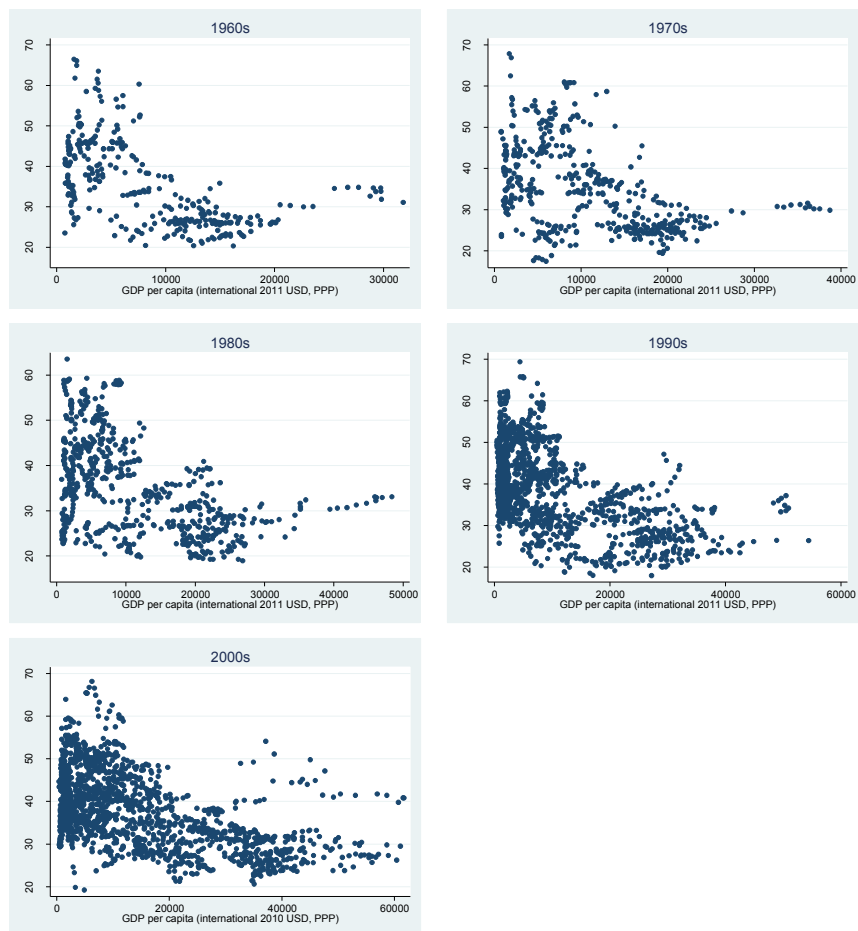 1960s
70
60
50
40
30
20
0 10000 20000 30000
GDP per capita (international 2011 USD, PPP)
1970s
70
60
50
40
30
20
0 10000 20000 30000 40000
GDP per capita (international 2011 USD, PPP)
1980s
60
50
40
30
20
0 10000 20000 30000 40000 50000
GDP per capita (international 2011 USD, PPP)
1990s
70
60
50
40
30
20
0 20000 40000 60000
GDP per capita (international 2011 USD, PPP)
2000s
70
60
50
40
30
20
0 20000 40000 60000
GDP per capita (international 2010 USD, PPP)